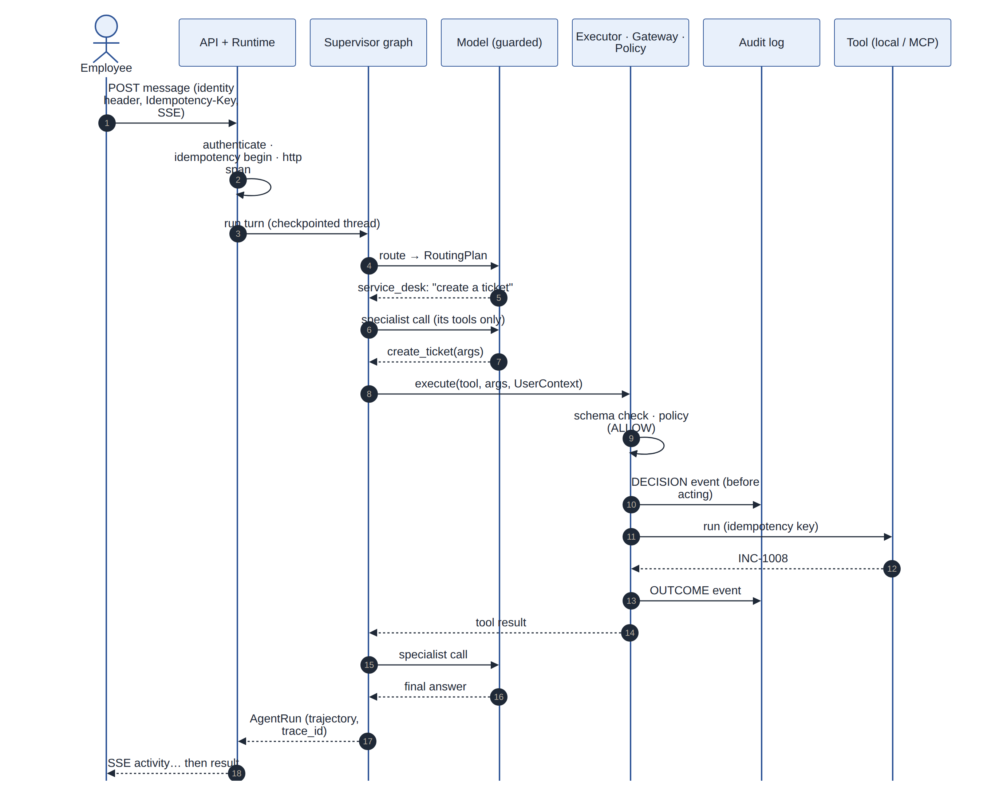 Employee
API + Runtime
Supervisor graph
Model (guarded)
Executor · Gateway ·
Policy
Audit log
Tool (local / MCP)
POST message (identity
header, Idempotency-Key,
SSE)
1
authenticate ·
idempotency begin · http
span
2
run turn (checkpointed thread)
3
route → RoutingPlan
4
service_desk: "create a ticket"
5
specialist call (its tools only)
6
create_ticket(args)
7
execute(tool, args, UserContext)
8
schema check · policy
(ALLOW)
9
DECISION event (before
acting)
10
run (idempotency key)
11
INC-1008
12
OUTCOME event
13
tool result
14
specialist call
15
final answer
16
AgentRun (trajectory,
trace_id)
17
SSE activity… then result
18